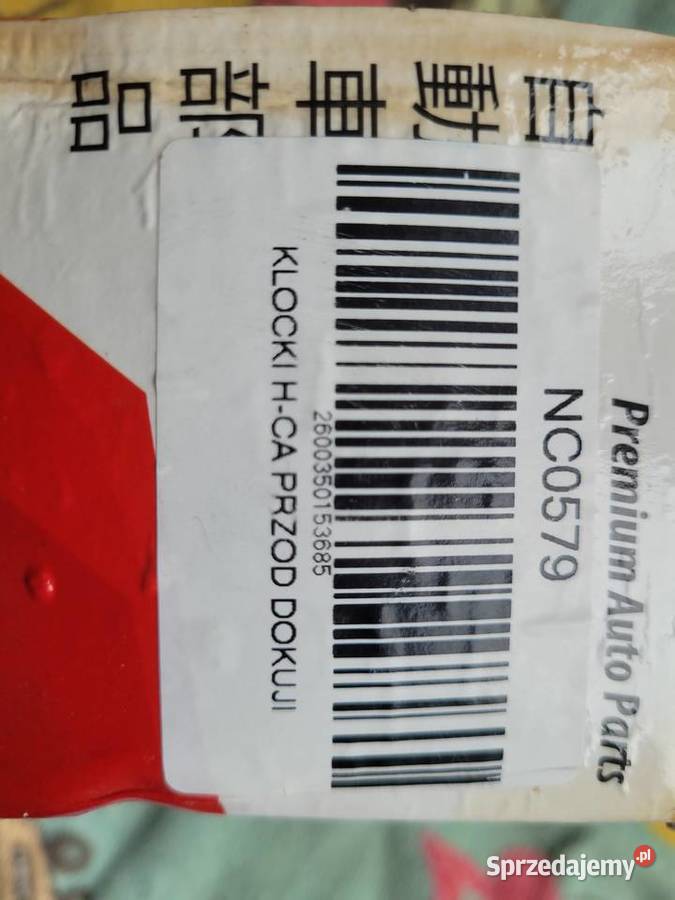 自動車部品
Premium Auto Parts
NC0579
2600350153685
KLOCKI H-CA PRZOD DOKUJI
Sprzedajemy.pl